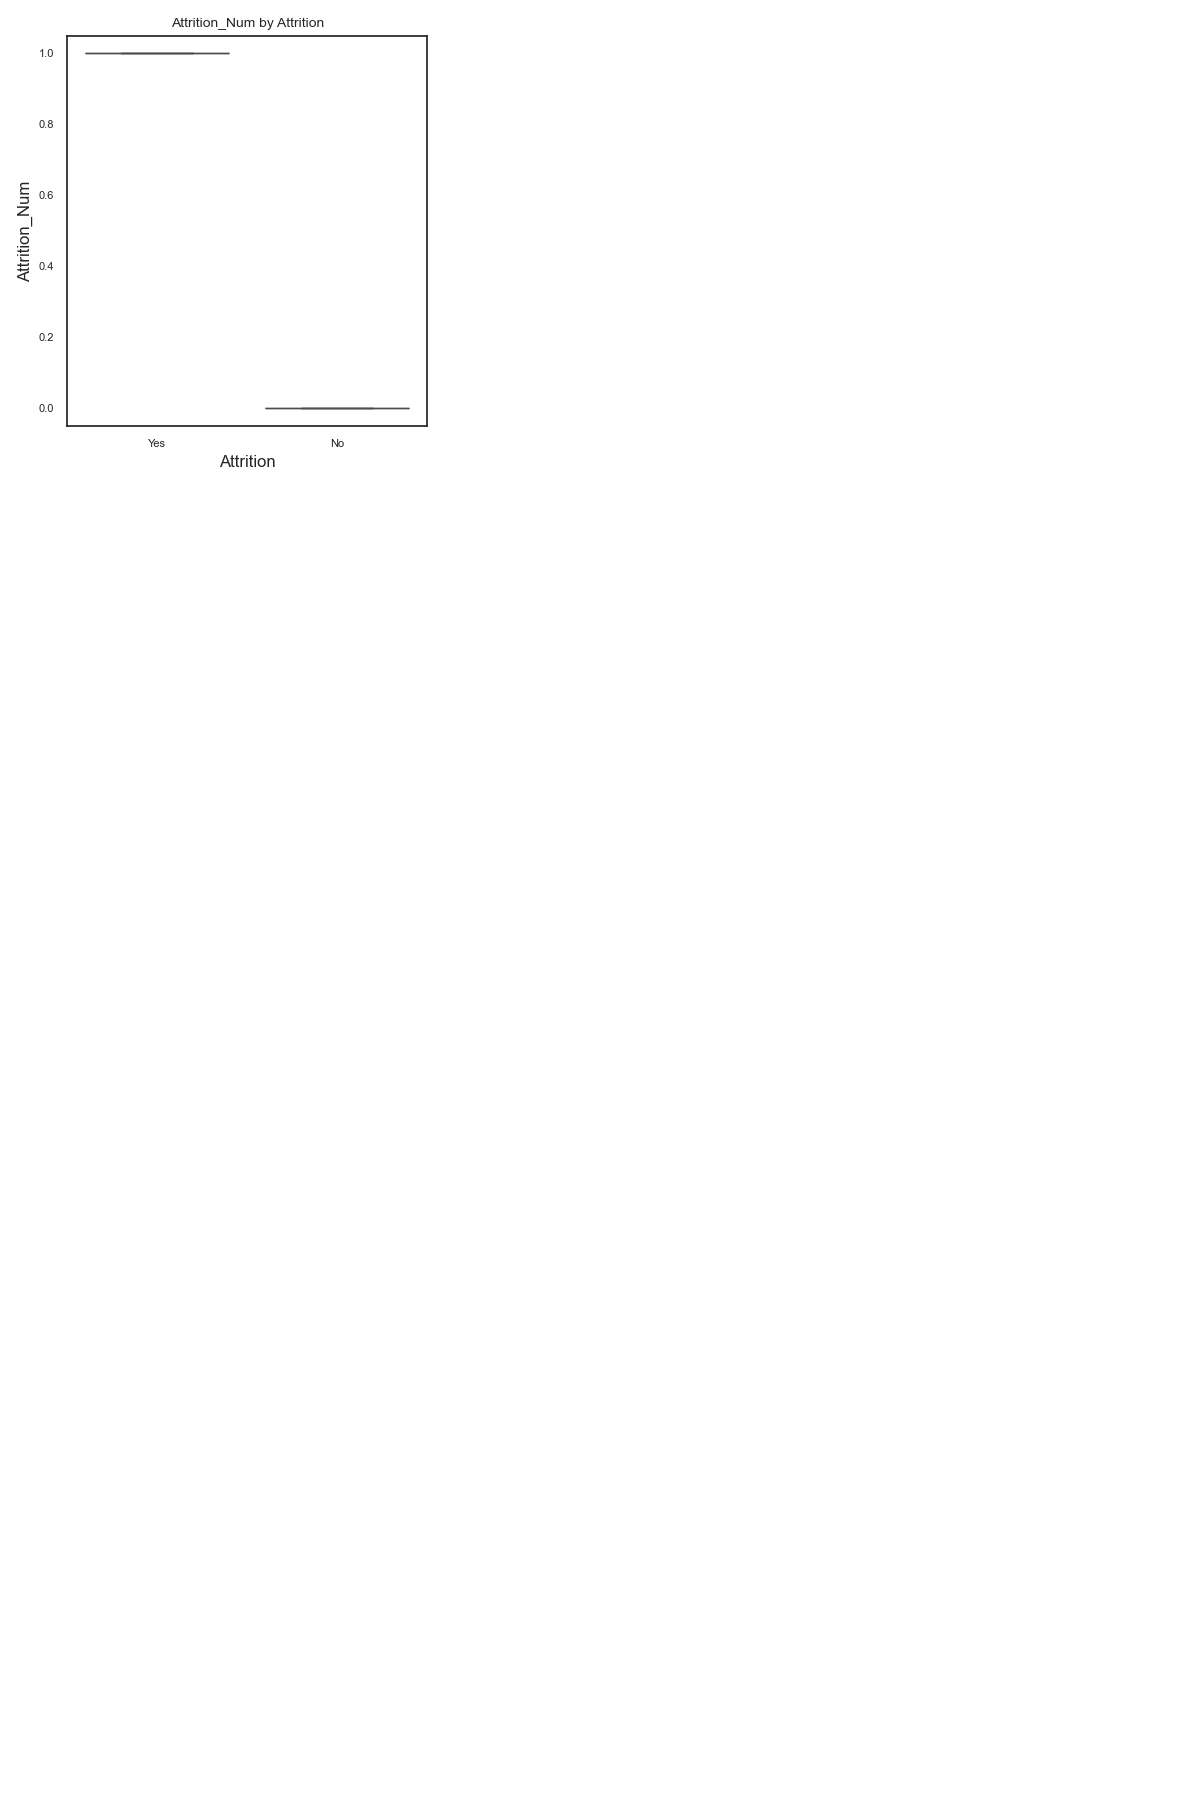 Attrition_Num by Attrition
1.0
0.8
0.6
0.4
0.2
0.0
Attrition_Num
Yes
No
Attrition